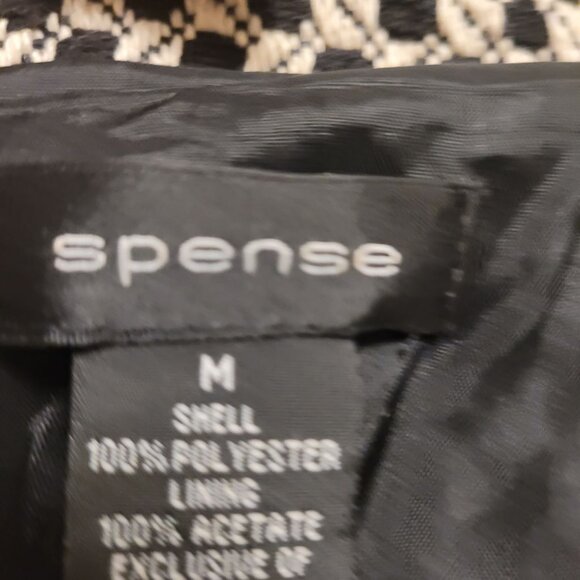 spense
M
SHELL
100% POLYESTER
LINING
100% ACETATE
EXCLUSIVE OF